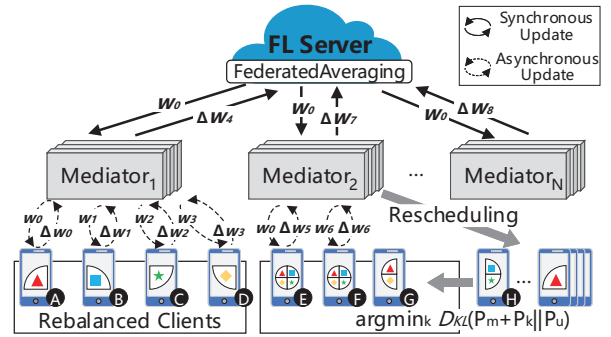 FL Server
FederatedAveraging
Synchronous
Update
Asynchronous
Update
W0
ΔW4
W0
ΔW7
W0
ΔW8
Mediator1
Mediator2
...
MediatorN
Rescheduling
W0
ΔW0
W1
ΔW1
W2
ΔW2
W3
ΔW3
W0
ΔW5
W6
ΔW6
A
B
C
D
E
F
G
H
...
Rebalanced Clients
argmink DKL(Pm+Pk||Pu)